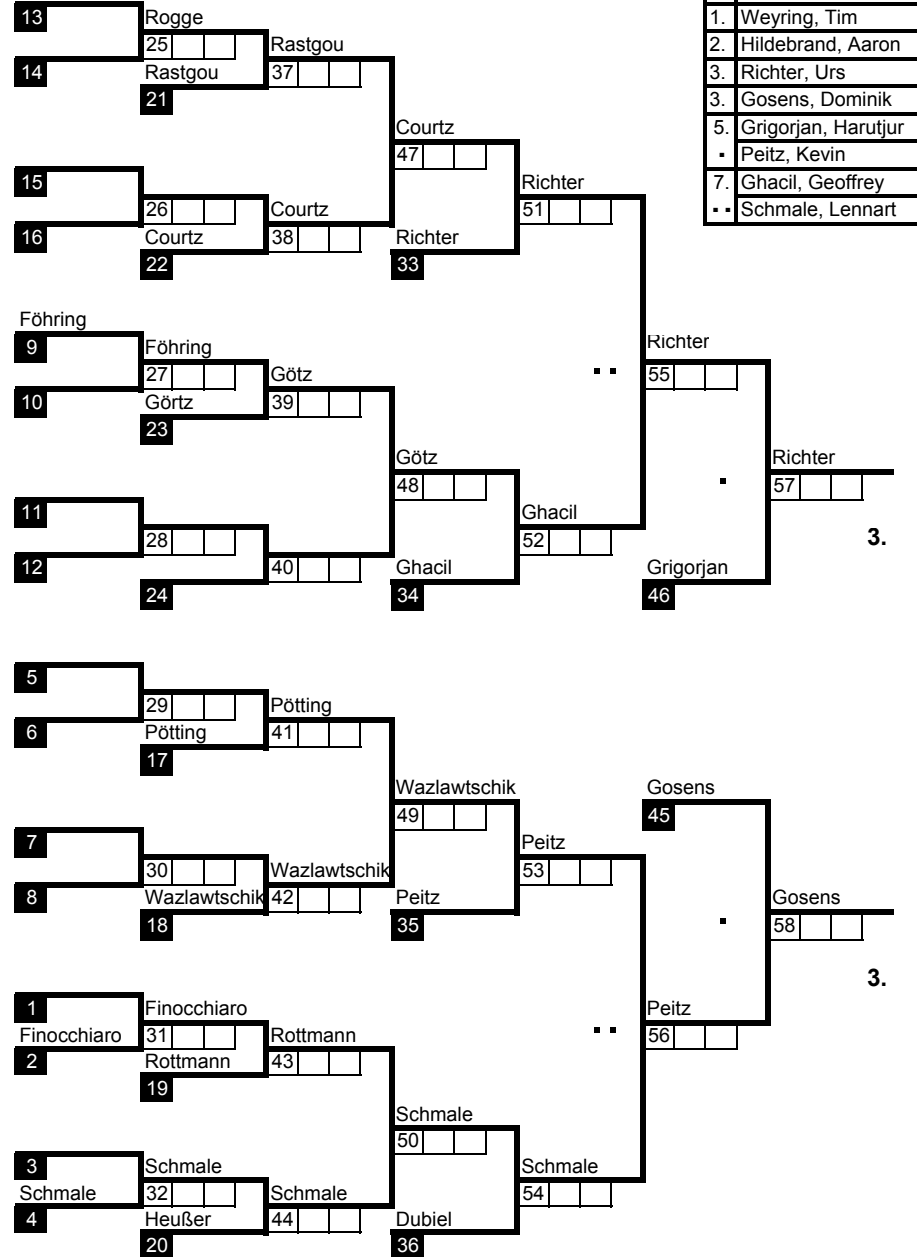 13 Rogge 1. Weyring, Tim
25 Rastgou 2. Hildebrand, Aaron
14 Rastgou 37 3. Richter, Urs
21 3. Gosens, Dominik
Courtz 5. Grigorjan, Harutjur
47 ▪ Peitz, Kevin
15 Richter 7. Ghacil, Geoffrey
26 Courtz 51 ▪ ▪ Schmale, Lennart
16 Courtz 38 Richter
22 33
Föhring
9 Föhring Richter
27 Götz ▪ ▪ 55
10 Görtz 39
23
Götz Richter
48 ▪ 57
11 Ghacil
28 52 3.
12 40 Ghacil Grigorjan
24 34 46
5
29 Pötting
6 Pötting 41
17
Wazlawtschik Gosens
49 45
7 Peitz
30 Wazlawtschik 53
8 Wazlawtschik 42 Peitz Gosens
18 35 ▪ 58
3.
1 Finocchiaro Peitz
Finocchiaro 31 Rottmann ▪ ▪ 56
2 Rottmann 43
19
Schmale
50
3 Schmale Schmale
Schmale 32 Schmale 54
4 Heußer 44 Dubiel
20 36